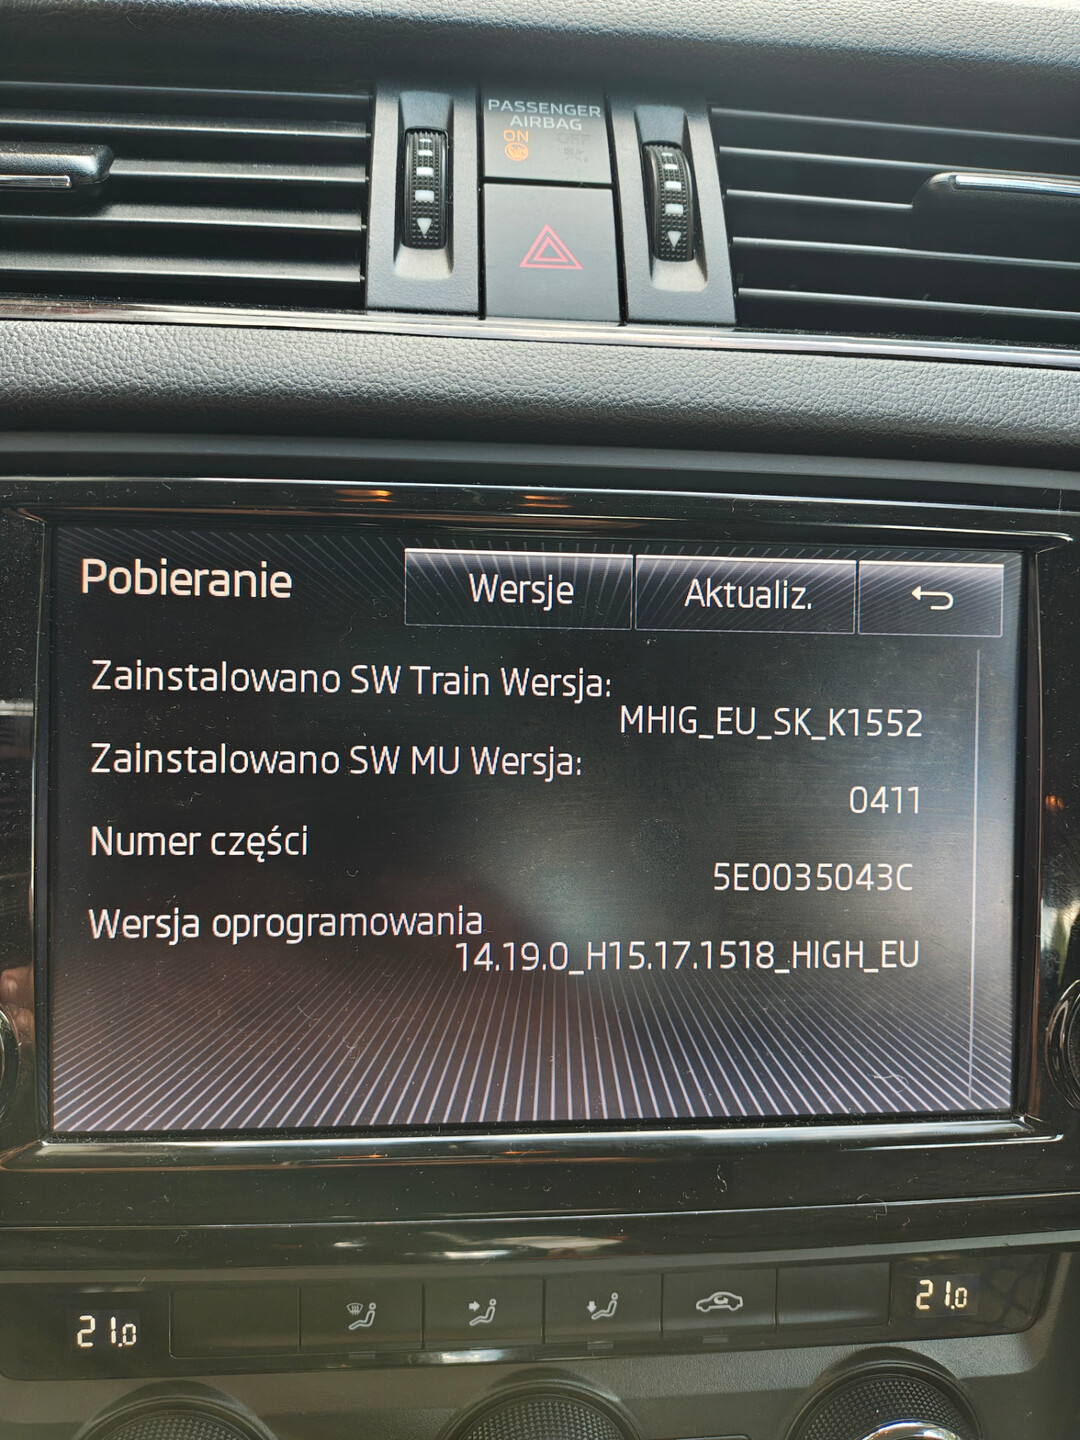 PASSENGER
AIRBAG
ON
OFF
Pobieranie
Wersje
Aktualiz.
Zainstalowano SW Train Wersja:
MHIG_EU_SK_K1552
Zainstalowano SW MU Wersja:
0411
Numer części
5E0035043C
Wersja oprogramowania
14.19.0_H15.17.1518_HIGH_EU
21.0
21.0